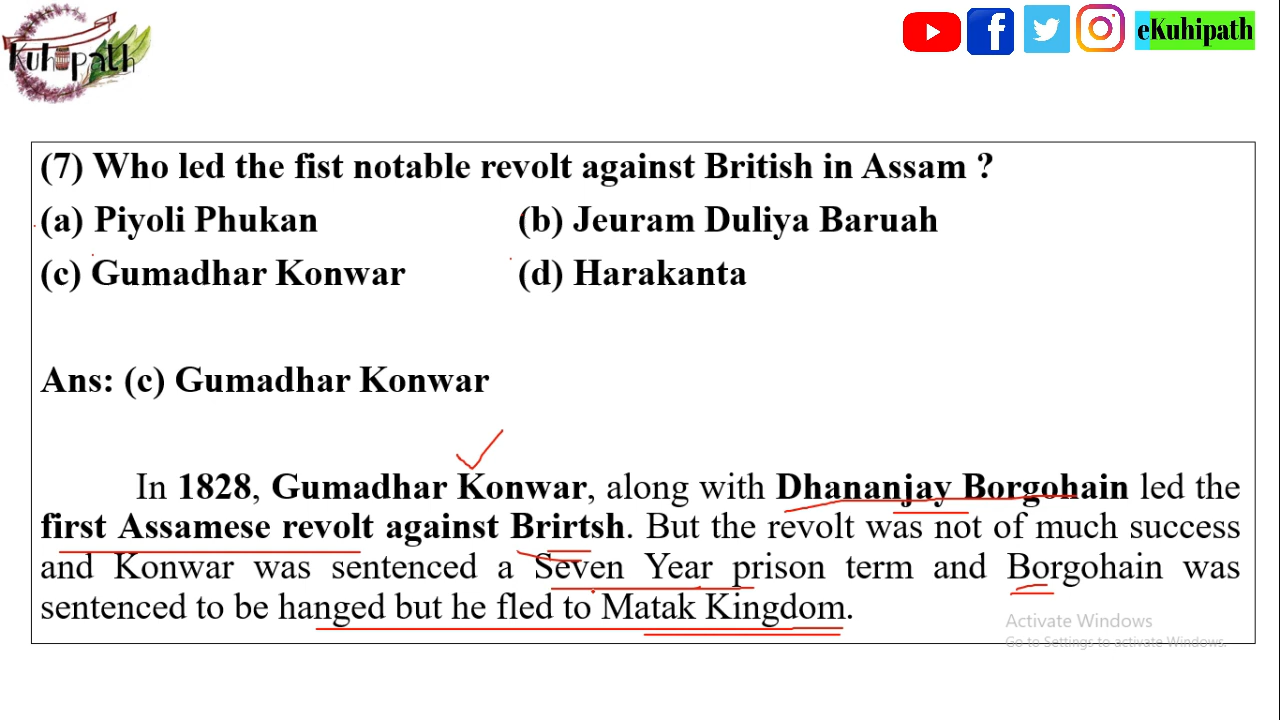 Kuhipath
eKuhipath
(7) Who led the fist notable revolt against British in Assam ?
(a) Piyoli Phukan (b) Jeuram Duliya Baruah
(c) Gumadhar Konwar (d) Harakanta
Ans: (c) Gumadhar Konwar
In 1828, Gumadhar Konwar, along with Dhananjay Borgohain led the
first Assamese revolt against Brirtsh. But the revolt was not of much success
and Konwar was sentenced a Seven Year prison term and Borgohain was
sentenced to be hanged but he fled to Matak Kingdom.
Activate Windows
Go to Settings to activate Windows.